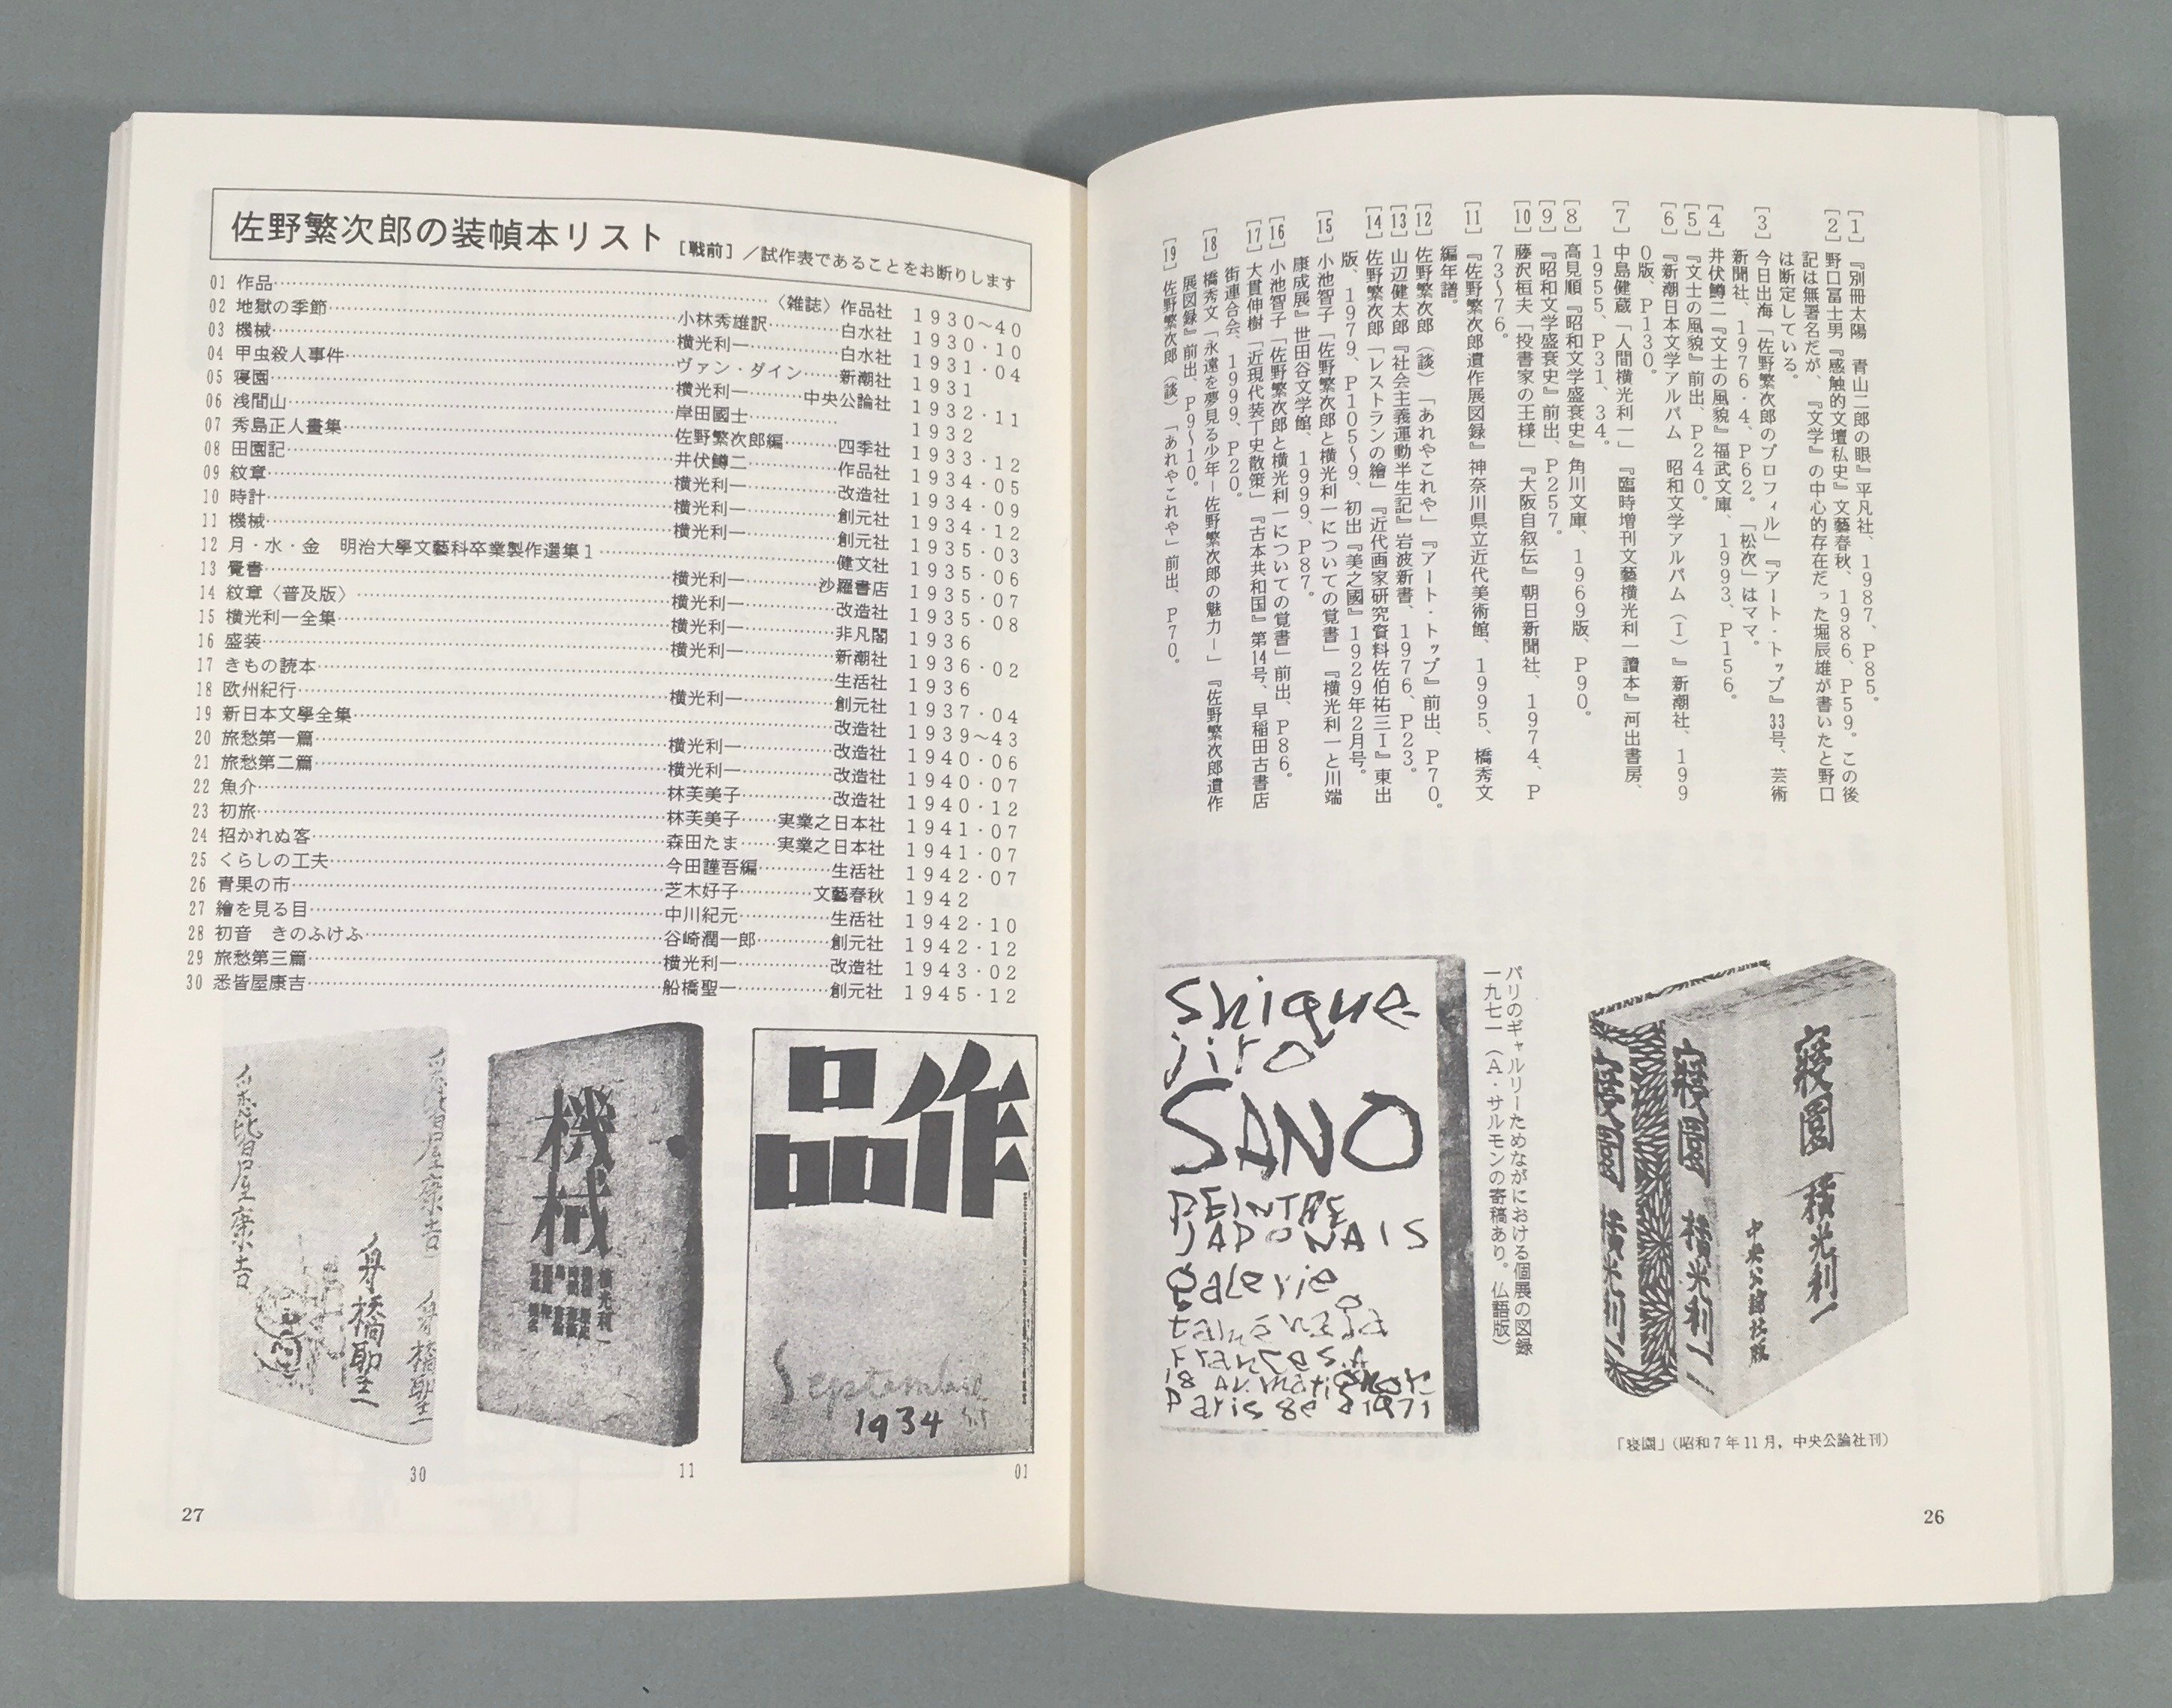 [1]『別冊太陽　青山二郎の眼』平凡社、1987、P85。
[2]野口冨士男『感触的文壇私史』文藝春秋、1986、P59。この後
記は無署名だが、『文学』の中心的存在だった堀辰雄が書いたと野口
は断定している。
[3]今日出海「佐野繁次郎のプロフィル」『アート・トップ』33号、芸術
新聞社、1976・4、P62。「松次」はママ。
[4]井伏鱒二『文士の風貌』福武文庫、1993、P156。
[5]『文士の風貌』前出、P240。
[6]『新潮日本文学アルバム　昭和文学アルバム（Ⅰ）』新潮社、199
0版、P130。
[7]中島健蔵「人間横光利一」『臨時増刊文藝横光利一讀本』河出書房、
1955、P31、34。
[8]高見順『昭和文学盛衰史』角川文庫、1969版、P90。
[9]『昭和文学盛衰史』前出、P257。
[10]藤沢桓夫「投書家の王様」『大阪自叙伝』朝日新聞社、1974、P
73〜76。
[11]『佐野繁次郎遺作展図録』神奈川県立近代美術館、1995、橋秀文
編年譜。
[12]佐野繁次郎（談）「あれやこれや」『アート・トップ』前出、P70。
[13]山辺健太郎『社会主義運動半生記』岩波新書、1976、P23。
[14]佐野繁次郎「レストランの繪」『近代画家研究資料佐伯祐三Ⅰ』東出
版、1979、P105〜9、初出『美之國』1929年2月号。
[15]小池智子「佐野繁次郎と横光利一についての覚書」『横光利一と川端
康成展』世田谷文学館、1999、P87。
[16]小池智子「佐野繁次郎と横光利一についての覚書」前出、P86。
[17]大貫伸樹「近現代装丁史散策」『古本共和国』第14号、早稲田古書店
街連合会、1999、P20。
[18]橋秀文「永遠を夢見る少年―佐野繁次郎の魅力―」『佐野繁次郎遺作
展図録』前出、P9〜10。
[19]佐野繁次郎（談）「あれやこれや」前出、P70。
寝園 横光利一
中央公論社版
寝園 横光利一
寝園 横光利一
「寝園」（昭和7年11月，中央公論社刊）
パリのギャルリーためながにおける個展の図録
一九七一（A・サルモンの寄稿あり。仏語版）
shigue-
jiro
SANO
PEINTRE
JAPONAIS
galerie
paris 8e 1971
26
佐野繁次郎の装幀本リスト［戦前］／試作表であることをお断りします
01 作品……〈雑誌〉作品社 1930〜40
02 地獄の季節……小林秀雄訳……白水社 1930・10
03 機械……横光利一……白水社 1931・04
04 甲虫殺人事件……ヴァン・ダイン……新潮社 1931
05 寝園……横光利一……中央公論社 1932・11
06 浅間山……岸田國士…… 1932
07 秀島正人畫集……佐野繁次郎編……四季社 1933・12
08 田園記……井伏鱒二……作品社 1934・05
09 紋章……横光利一……改造社 1934・09
10 時計……横光利一……創元社 1934・12
11 機械……横光利一……創元社 1935・03
12 月・水・金　明治大學文藝科卒業製作選集1……健文社 1935・06
13 覺書……横光利一……沙羅書店 1935・07
14 紋章〈普及版〉……横光利一……改造社 1935・08
15 横光利一全集……横光利一……非凡閣 1936
16 盛装……横光利一……新潮社 1936・02
17 きもの読本……生活社 1936
18 欧州紀行……横光利一……創元社 1937・04
19 新日本文學全集……改造社 1939〜43
20 旅愁第一篇……横光利一……改造社 1940・06
21 旅愁第二篇……横光利一……改造社 1940・07
22 魚介……林芙美子……改造社 1940・12
23 初旅……林芙美子……実業之日本社 1941・07
24 招かれぬ客……森田たま……実業之日本社 1941・07
25 くらしの工夫……今田謹吾編……生活社 1942・07
26 青果の市……芝木好子……文藝春秋 1942
27 繪を見る目……中川紀元……生活社 1942・10
28 初音　きのふけふ……谷崎潤一郎……創元社 1942・12
29 旅愁第三篇……横光利一……改造社 1943・02
30 悉皆屋康吉……船橋聖一……創元社 1945・12
作品
September
1934
01
機械
横光利一
11
悉皆屋康吉
舟橋聖一
悉皆屋康吉
舟橋聖一
30
27